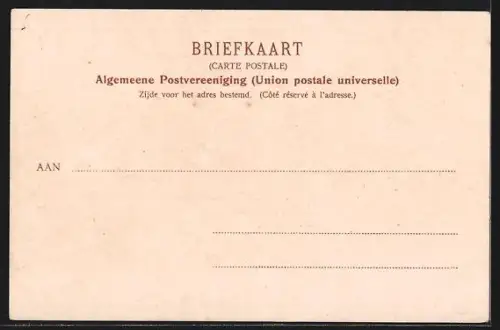 BRIEFKAART
(CARTE POSTALE)
Algemeene Postvereeniging (Union postale universelle)
Zijde voor het adres bestemd. (Côté réservé à l'adresse.)
AAN